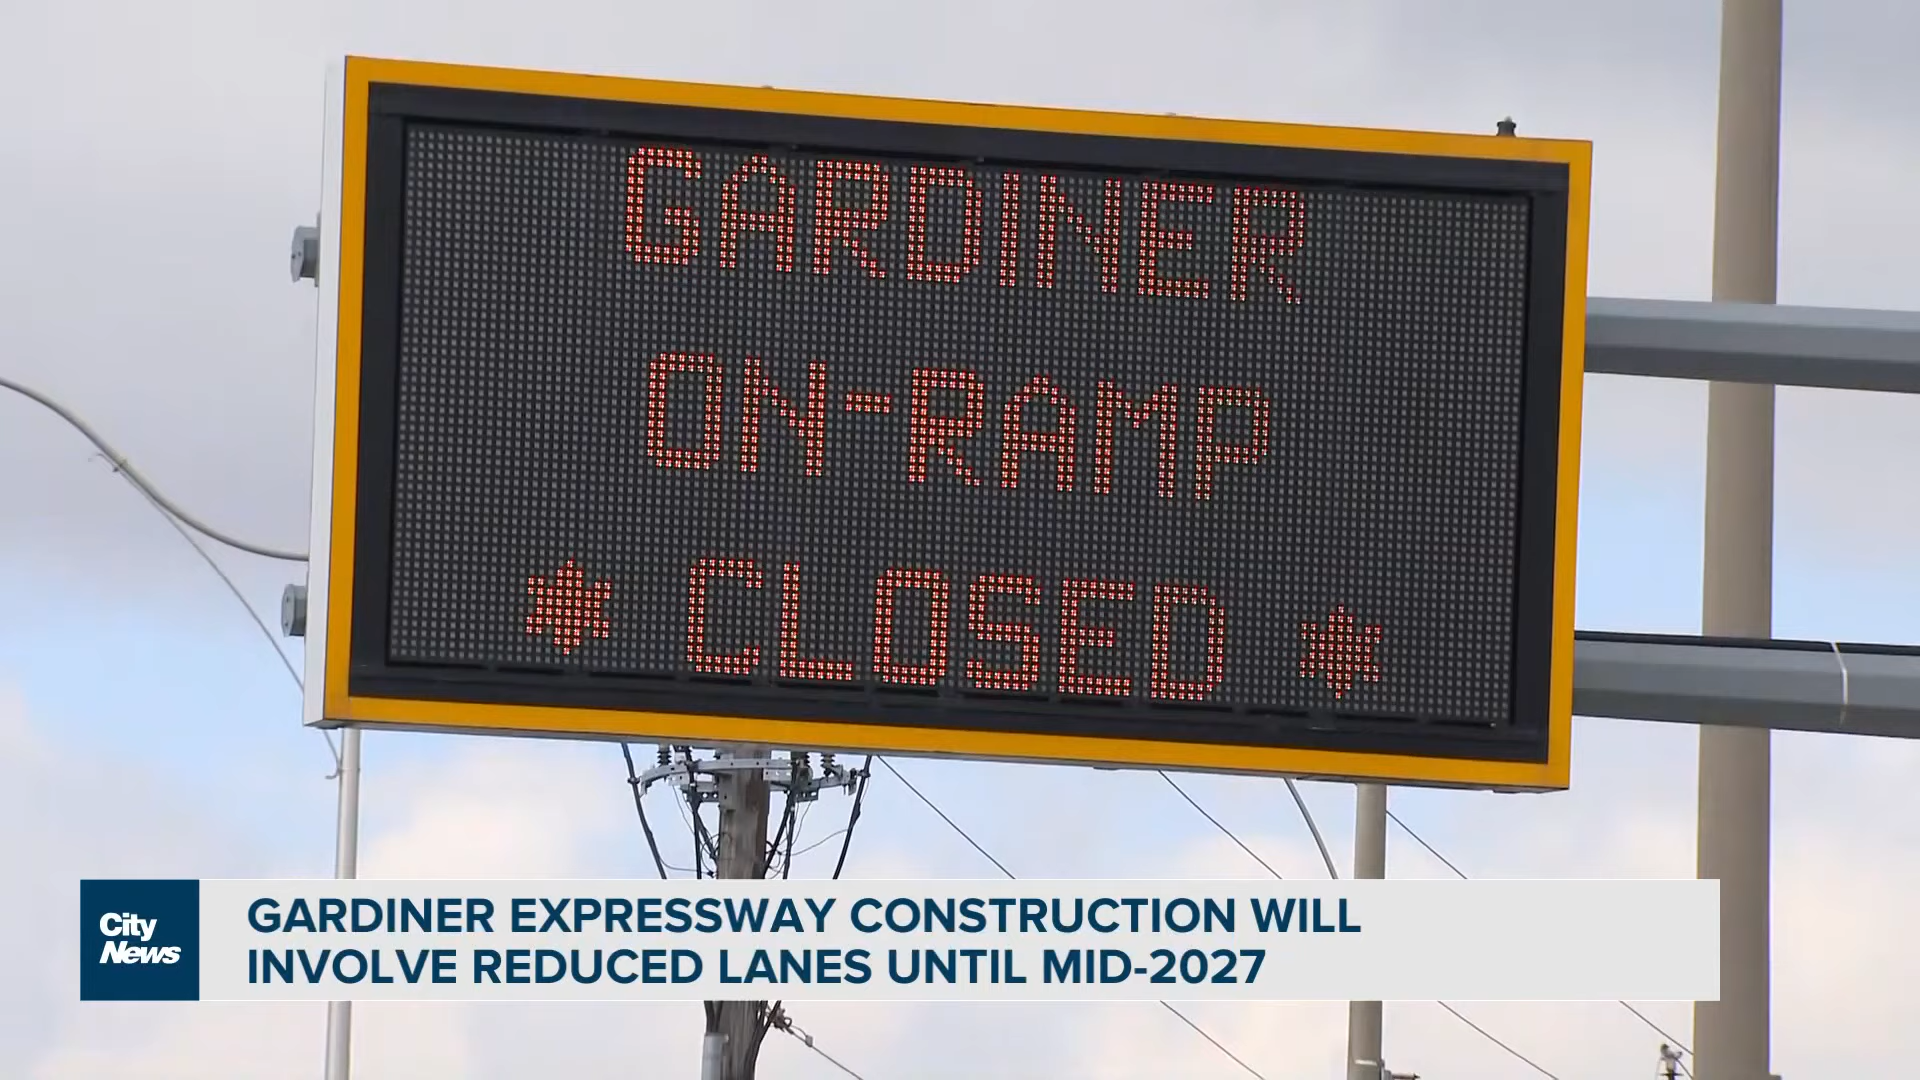 GARDINER
ON-RAMP
* CLOSED *
City
News
GARDINER EXPRESSWAY CONSTRUCTION WILL
INVOLVE REDUCED LANES UNTIL MID-2027